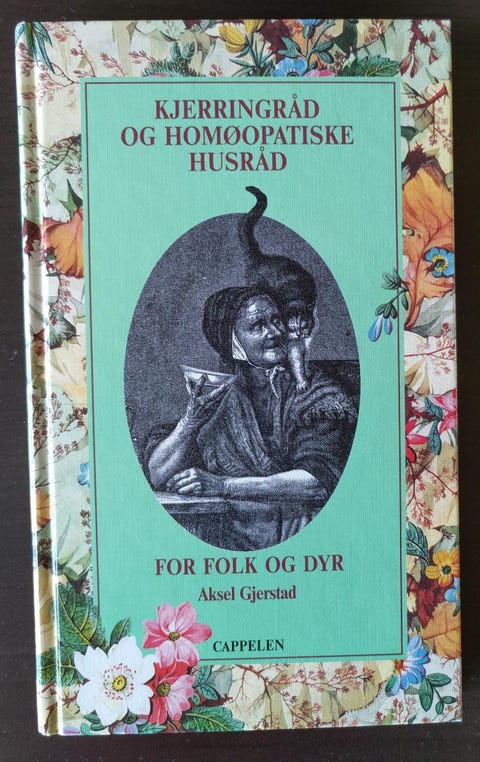 KJERRINGRÅD
OG HOMØOPATISKE
HUSRÅD
FOR FOLK OG DYR
Aksel Gjerstad
CAPPELEN